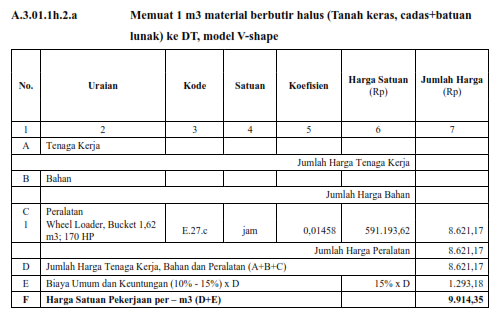 A.3.01.1h.2.a Memuat 1 m3 material berbutir halus (Tanah keras, cadas+batuan
lunak) ke DT, model V-shape
No. Uraian Kode Satuan Koefisien Harga Satuan (Rp) Jumlah Harga (Rp)
1 2 3 4 5 6 7
A Tenaga Kerja
Jumlah Harga Tenaga Kerja
B Bahan
Jumlah Harga Bahan
C Peralatan
1 Wheel Loader, Bucket 1,62 m3; 170 HP E.27.c jam 0,01458 591.193,62 8.621,17
Jumlah Harga Peralatan 8.621,17
D Jumlah Harga Tenaga Kerja, Bahan dan Peralatan (A+B+C) 8.621,17
E Biaya Umum dan Keuntungan (10% - 15%) x D 15% x D 1.293,18
F Harga Satuan Pekerjaan per – m3 (D+E) 9.914,35